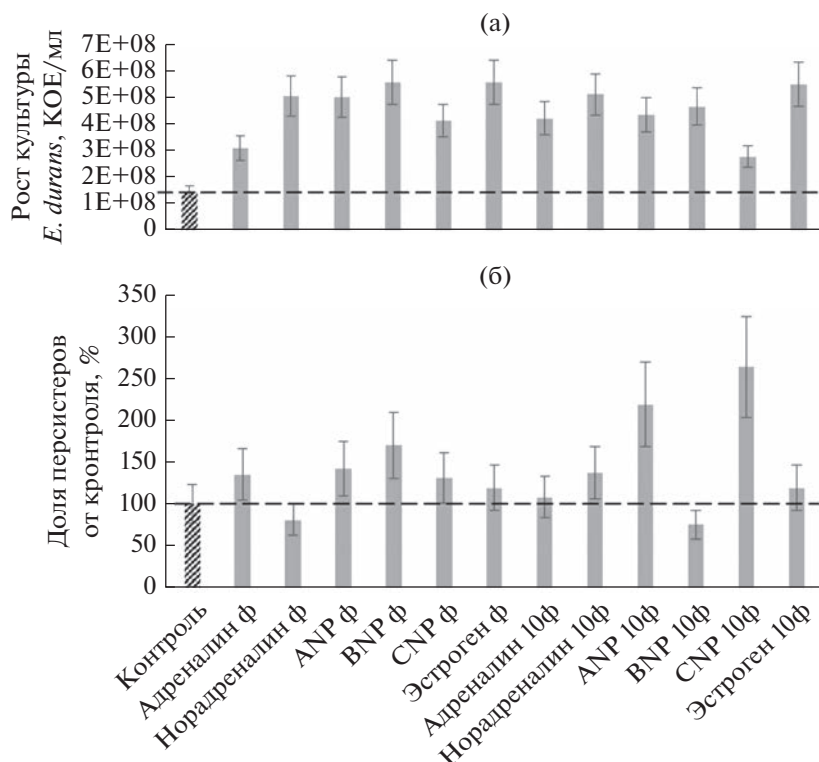 (а)
Рост культуры
E. durans, КОЕ/мл
7E+08
6E+08
5E+08
4E+08
3E+08
2E+08
1E+08
0
(б)
Доля персистеров
от кронтроля, %
350
300
250
200
150
100
50
0
Контроль
Адреналин ф
Норадреналин ф
ANP ф
BNP ф
CNP ф
Эстроген ф
Адреналин 10ф
Норадреналин 10ф
ANP 10ф
BNP 10ф
CNP 10ф
Эстроген 10ф